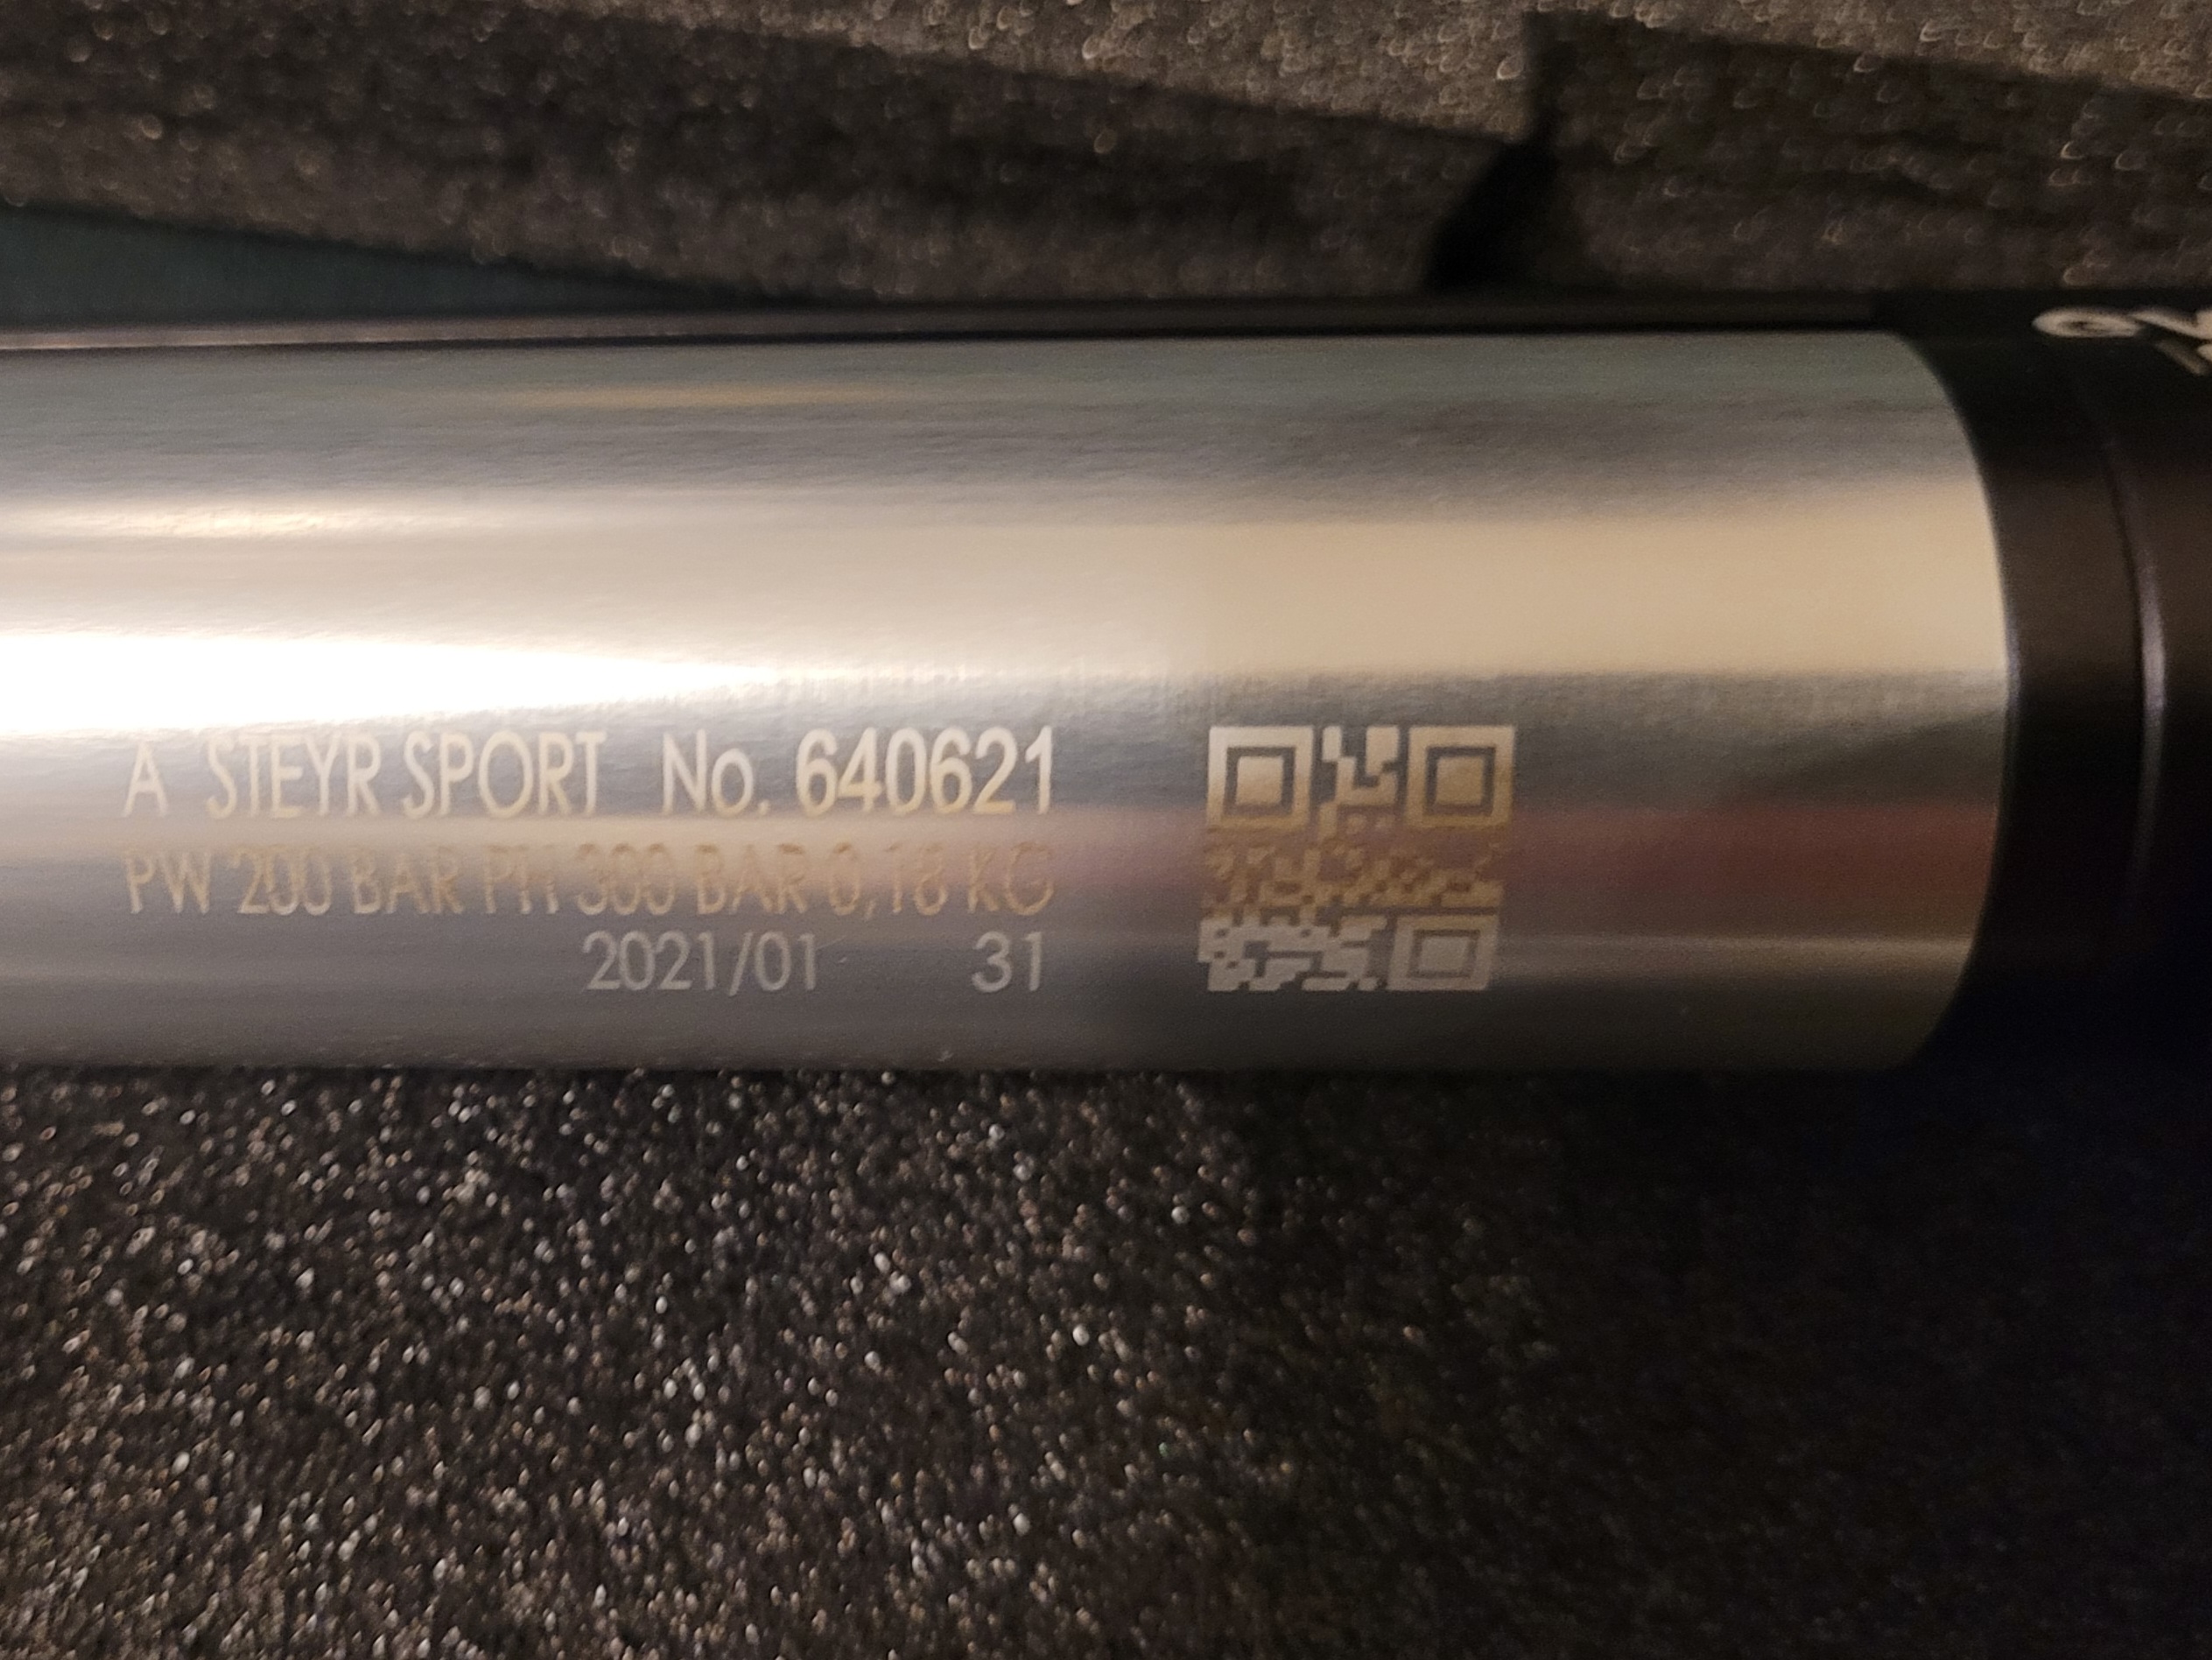 A STEYR SPORT No. 640621
PW 200 BAR PH 300 BAR 0,18 KG
2021/01 31